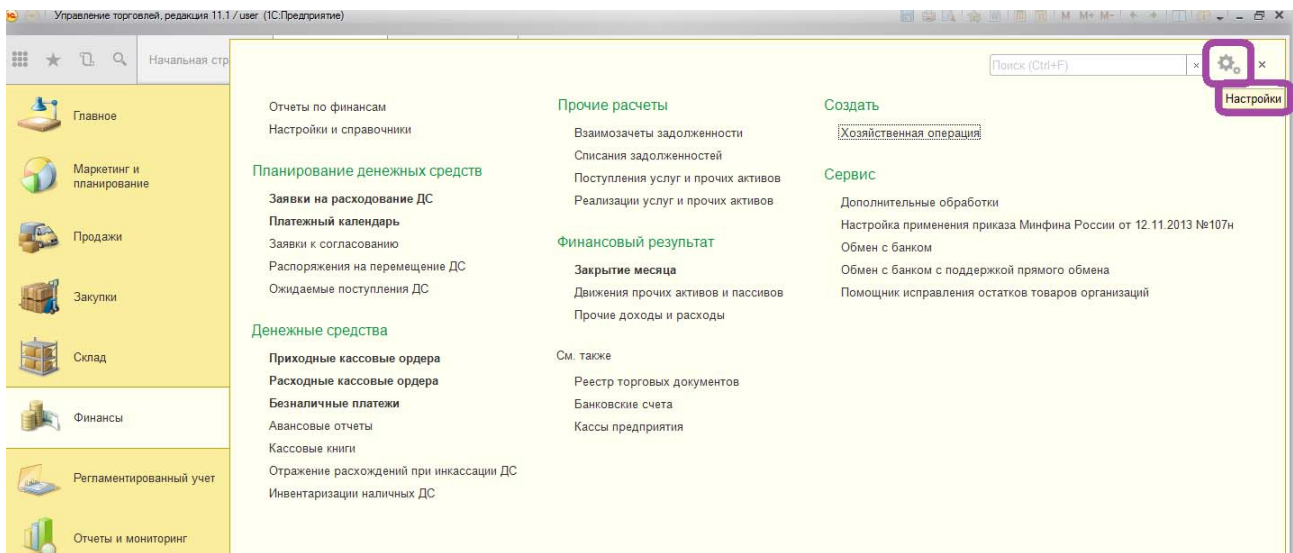 Управление торговлей, редакция 11.1 / user (1С:Предприятие)
M M+ M-
Начальная стр
Поиск (Ctrl+F)
Настройки
Главное
Маркетинг и
планирование
Продажи
Закупки
Склад
Финансы
Регламентированный учет
Отчеты и мониторинг
Отчеты по финансам
Настройки и справочники
Планирование денежных средств
Заявки на расходование ДС
Платежный календарь
Заявки к согласованию
Распоряжения на перемещение ДС
Ожидаемые поступления ДС
Денежные средства
Приходные кассовые ордера
Расходные кассовые ордера
Безналичные платежи
Авансовые отчеты
Кассовые книги
Отражение расхождений при инкассации ДС
Инвентаризации наличных ДС
Прочие расчеты
Взаимозачеты задолженности
Списания задолженностей
Поступления услуг и прочих активов
Реализации услуг и прочих активов
Финансовый результат
Закрытие месяца
Движения прочих активов и пассивов
Прочие доходы и расходы
См. также
Реестр торговых документов
Банковские счета
Кассы предприятия
Создать
Хозяйственная операция
Сервис
Дополнительные обработки
Настройка применения приказа Минфина России от 12.11.2013 №107н
Обмен с банком
Обмен с банком с поддержкой прямого обмена
Помощник исправления остатков товаров организаций